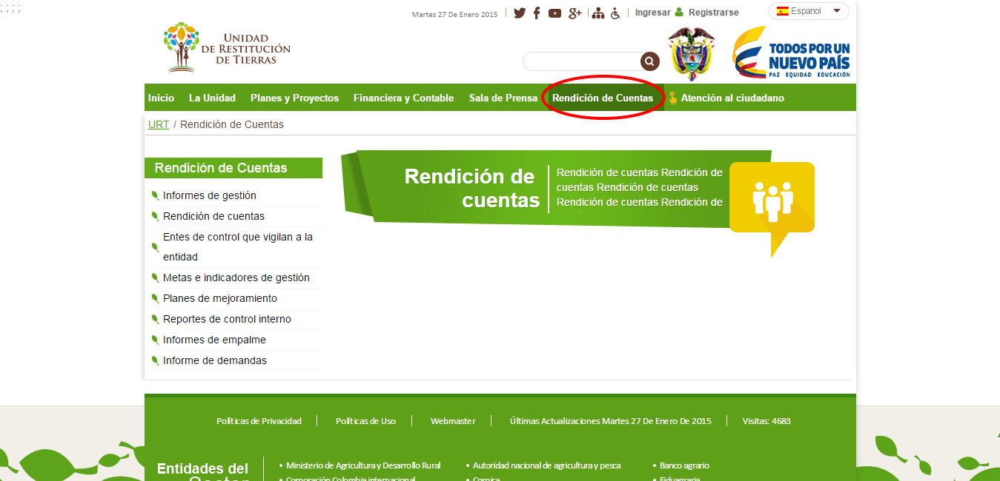 ; ; ; ;
Martes 27 De Enero 2015
Ingresar
Registrarse
Espanol
UNIDAD
DE RESTITUCIÓN
DE TIERRAS
TODOS POR UN
NUEVO PAÍS
PAZ EQUIDAD EDUCACIÓN
Inicio La Unidad Planes y Proyectos Financiera y Contable Sala de Prensa Rendición de Cuentas Atención al ciudadano
URT / Rendición de Cuentas
Rendición de Cuentas
Informes de gestión
Rendición de cuentas
Entes de control que vigilan a la
entidad
Metas e indicadores de gestión
Planes de mejoramiento
Reportes de control interno
Informes de empalme
Informe de demandas
Rendición de
cuentas
Rendición de cuentas Rendición de
cuentas Rendición de cuentas
Rendición de cuentas Rendición de
Políticas de Privacidad
Políticas de Uso
Webmaster
Últimas Actualizaciones Martes 27 De Enero De 2015
Visitas: 4683
Entidades del
Sector
• Ministerio de Agricultura y Desarrollo Rural
• Corporación Colombia internacional
• Autoridad nacional de agricultura y pesca
• Banco agrario
• Fiduagraria